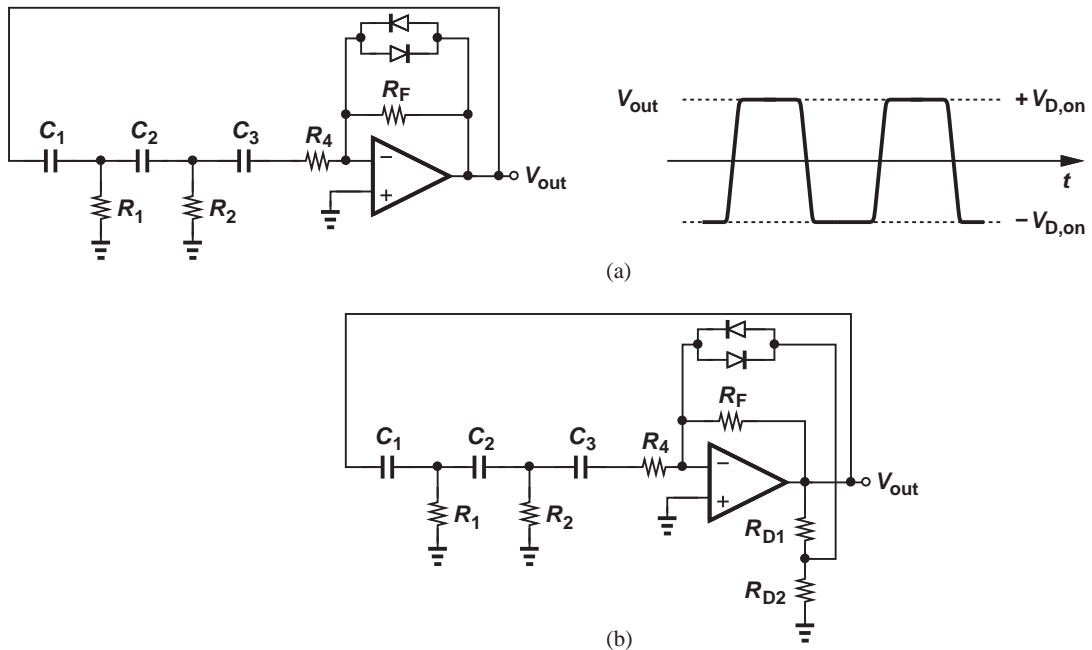 R_F
C_1 C_2 C_3 R_4
−
+
V_out
R_1 R_2
V_out
+ V_D,on
t
− V_D,on
(a)
R_F
C_1 C_2 C_3 R_4
−
+
V_out
R_1 R_2
R_D1
R_D2
(b)